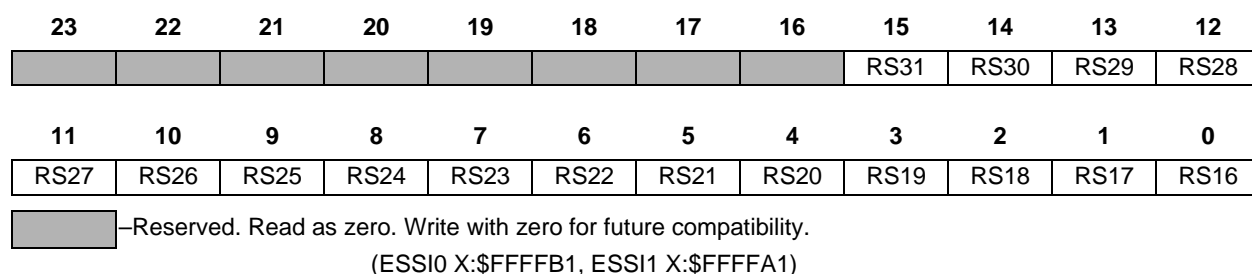 23 22 21 20 19 18 17 16 15 14 13 12
RS31 RS30 RS29 RS28
11 10 9 8 7 6 5 4 3 2 1 0
RS27 RS26 RS25 RS24 RS23 RS22 RS21 RS20 RS19 RS18 RS17 RS16
–Reserved. Read as zero. Write with zero for future compatibility.
(ESSI0 X:$FFFFB1, ESSI1 X:$FFFFA1)